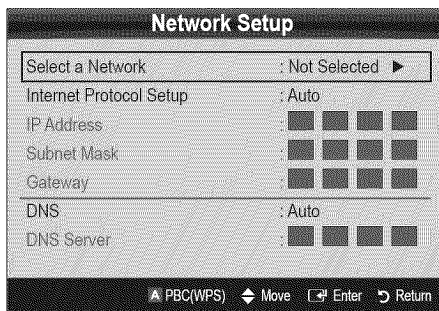 Network Setup
Select a Network : Not Selected ►
Internet Protocol Setup : Auto
IP Address :
Subnet Mask :
Gateway :
DNS : Auto
DNS Server :
A PBC(WPS) Move Enter Return